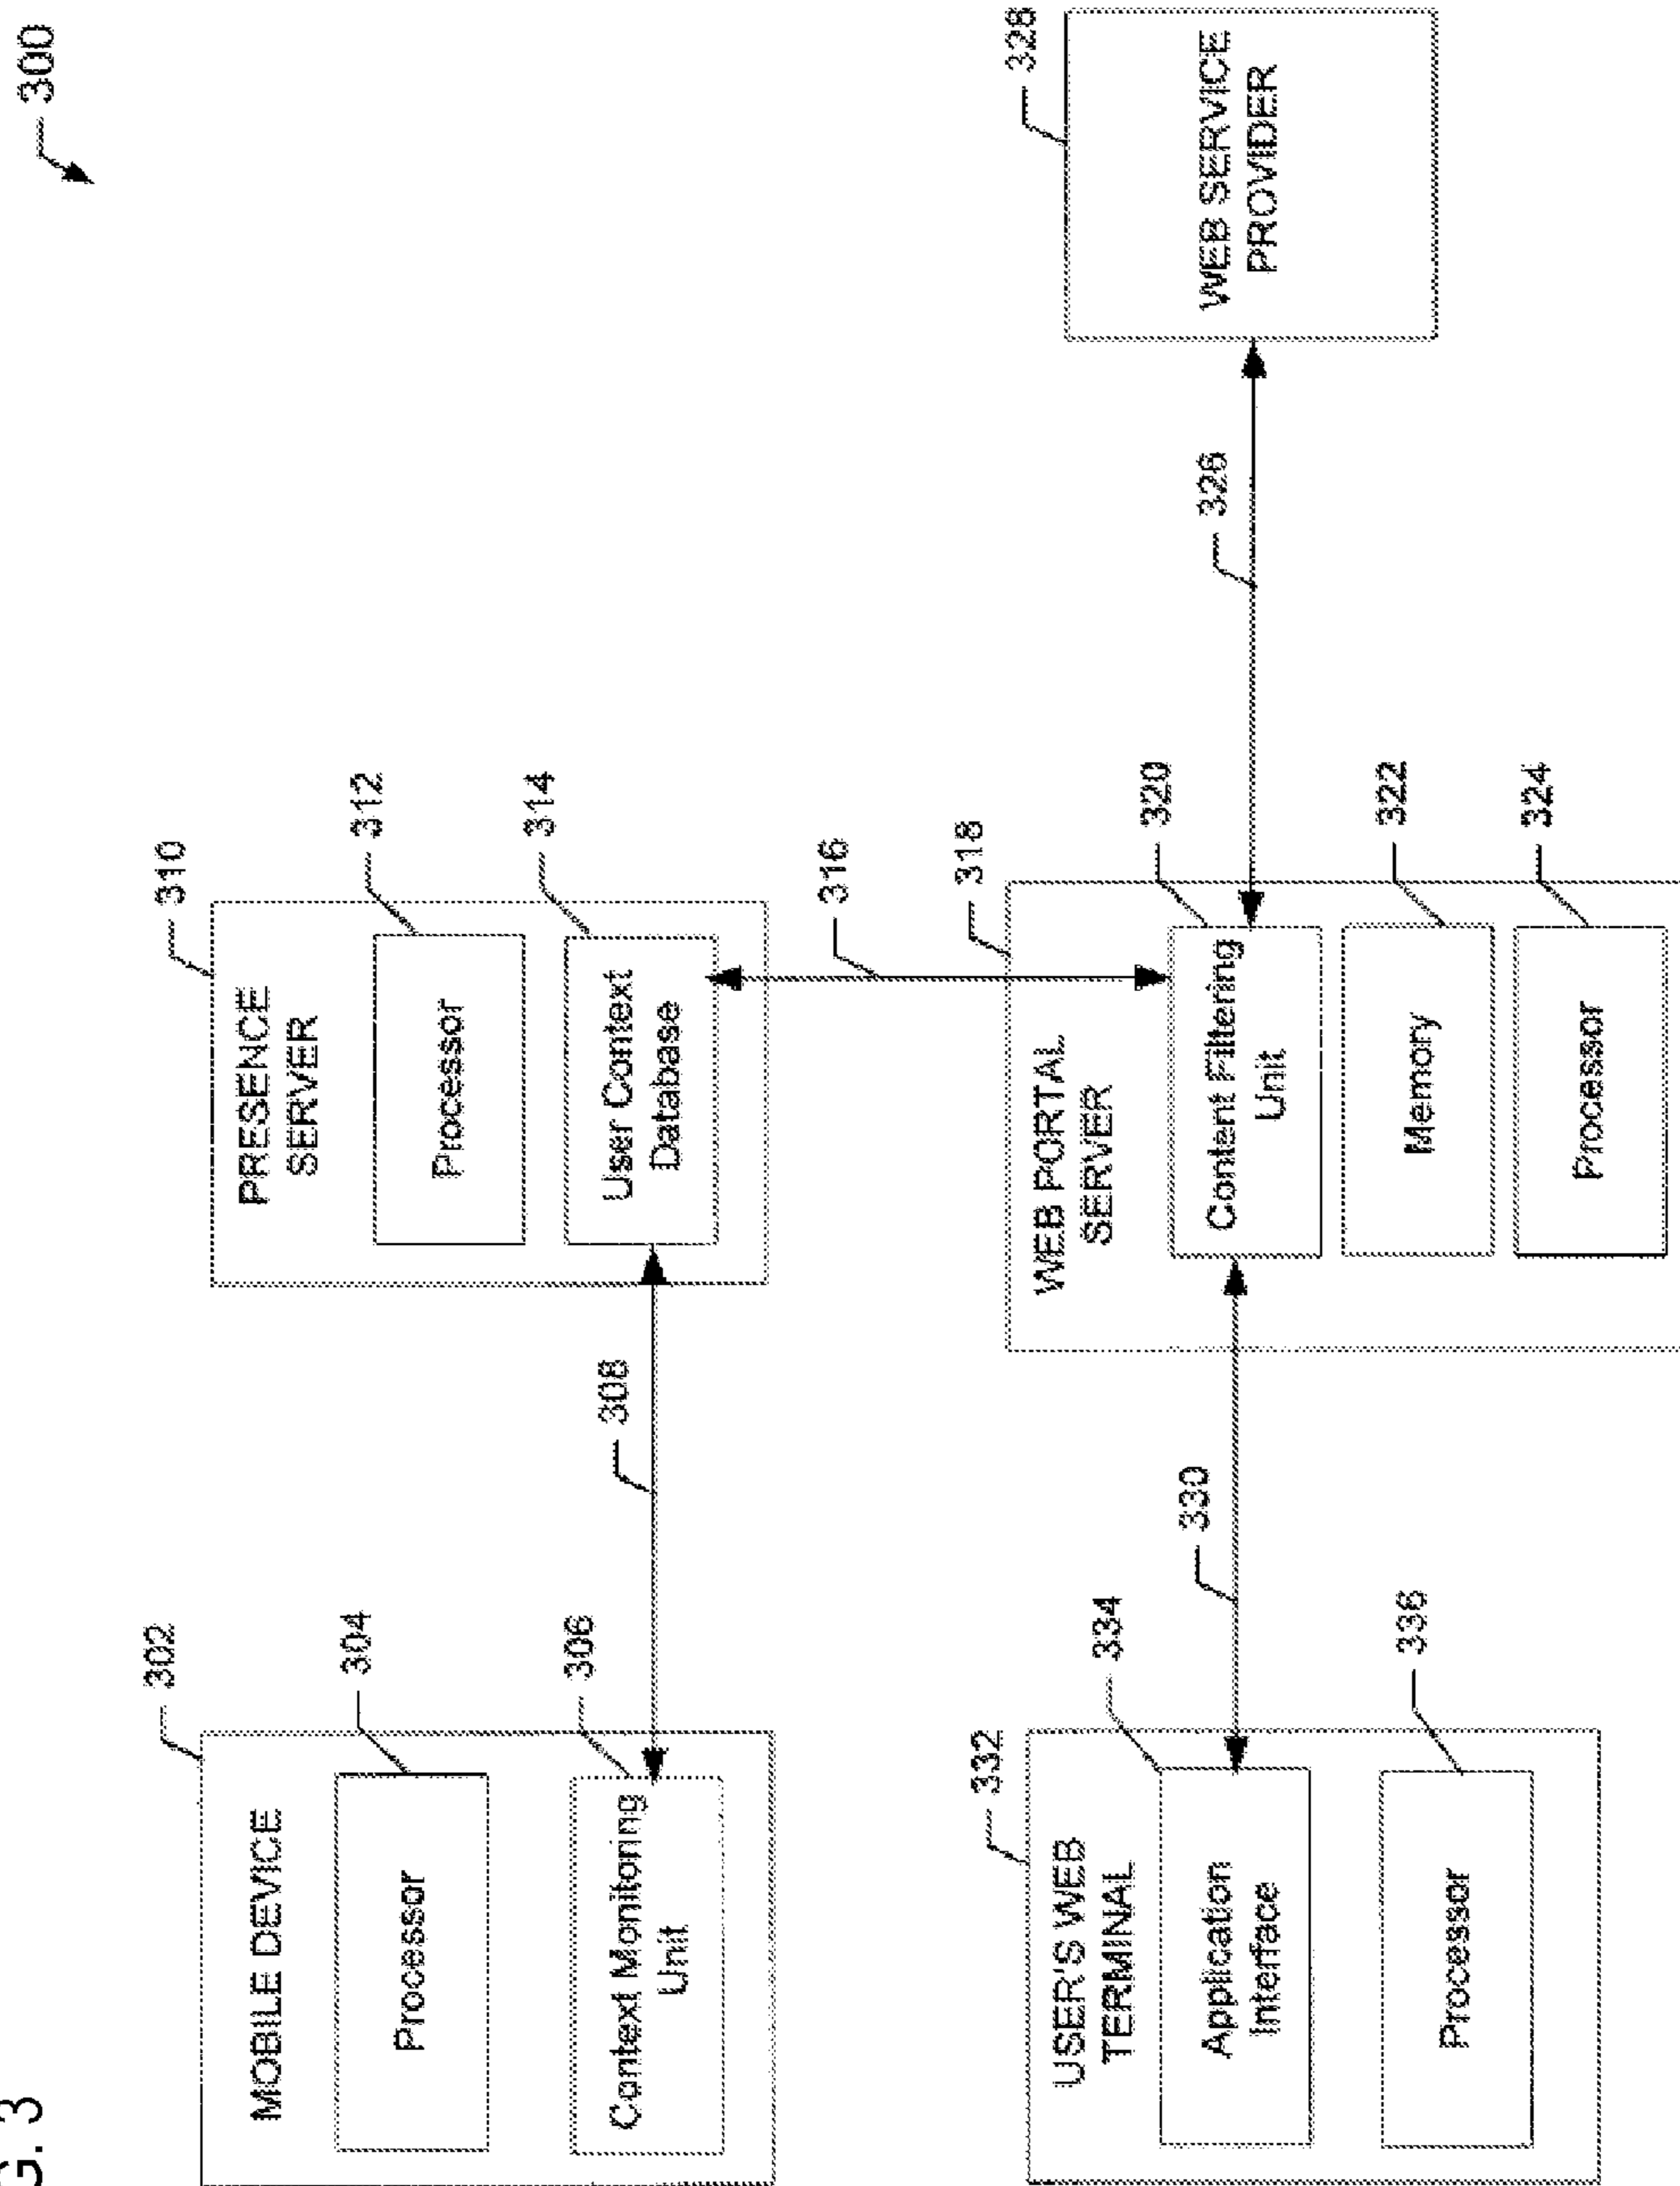 G. 3
300
302
MOBILE DEVICE
304
Processor
306
Context Monitoring
Unit
308
310
PRESENCE
SERVER
312
Processor
314
User Context
Database
316
332
USER'S WEB
TERMINAL
334
Application
Interface
336
Processor
330
318
WEB PORTAL
SERVER
320
Content Filtering
Unit
322
Memory
324
Processor
326
328
WEB SERVICE
PROVIDER